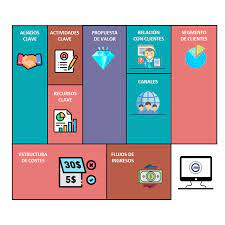 ALIADOS
CLAVE
ACTIVIDADES
CLAVE
PROPUESTA
DE VALOR
RELACIÓN
CON CLIENTES
SEGMENTO
DE CLIENTES
RECURSOS
CLAVE
CANALES
ESTRUCTURA
DE COSTES
30$
5$
FLUJOS DE
INGRESOS